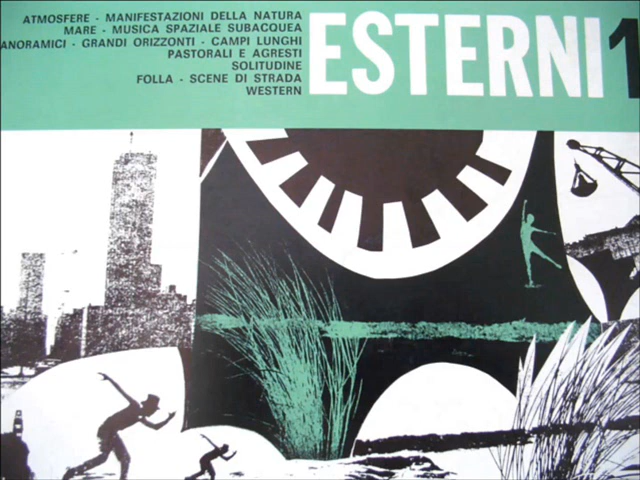 ATMOSFERE - MANIFESTAZIONI DELLA NATURA
MARE - MUSICA SPAZIALE SUBACQUEA
ANORAMICI - GRANDI ORIZZONTI - CAMPI LUNGHI
PASTORALI E AGRESTI
SOLITUDINE
FOLLA - SCENE DI STRADA
WESTERN
ESTERNI 1